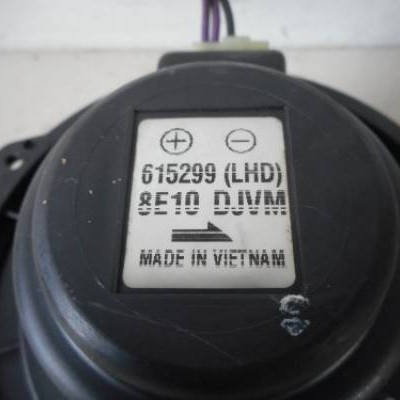 + −
615299 (LHD)
8E10 DJVM
MADE IN VIETNAM